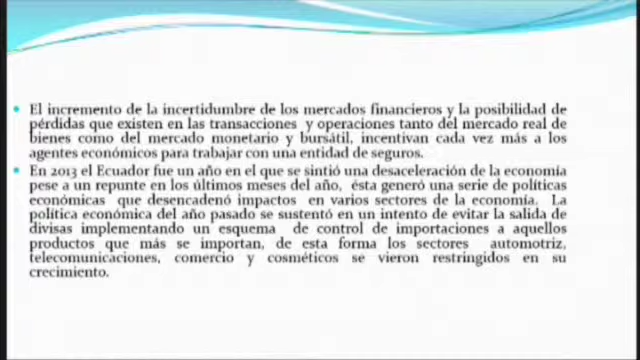 El incremento de la incertidumbre de los mercados financieros y la posibilidad de
pérdidas que existen en las transacciones y operaciones tanto del mercado real de
bienes como del mercado monetario y bursátil, incentivan cada vez más a los
agentes económicos para trabajar con una entidad de seguros.
En 2013 el Ecuador fue un año en el que se sintió una desaceleración de la economía
pese a un repunte en los últimos meses del año, ésta generó una serie de políticas
económicas que desencadenó impactos en varios sectores de la economía. La
política económica del año pasado se sustentó en un intento de evitar la salida de
divisas implementando un esquema de control de importaciones a aquellos
productos que más se importan, de esta forma los sectores automotriz,
telecomunicaciones, comercio y cosméticos se vieron restringidos en su
crecimiento.